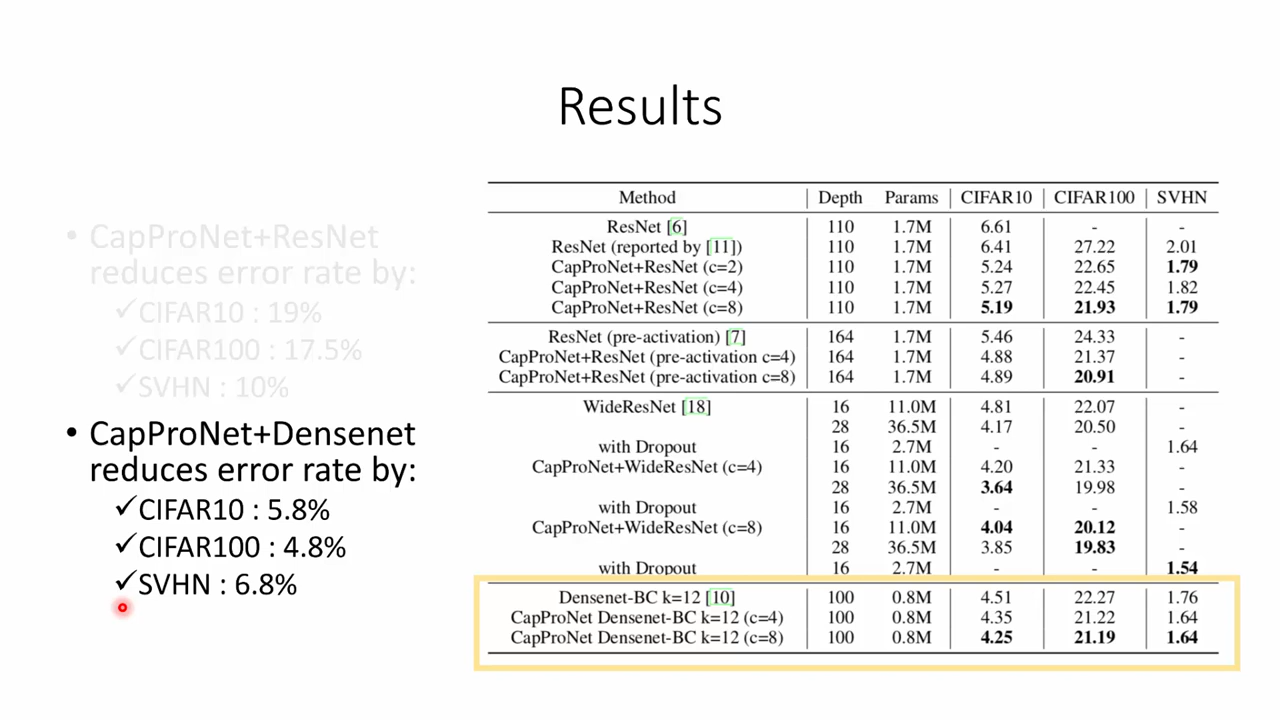 Results
• CapProNet+ResNet
reduces error rate by:
✓CIFAR10 : 19%
✓CIFAR100 : 17.5%
✓SVHN : 10%
• CapProNet+Densenet
reduces error rate by:
✓CIFAR10 : 5.8%
✓CIFAR100 : 4.8%
✓SVHN : 6.8%
Method Depth Params CIFAR10 CIFAR100 SVHN
ResNet [6] 110 1.7M 6.61 - -
ResNet (reported by [11]) 110 1.7M 6.41 27.22 2.01
CapProNet+ResNet (c=2) 110 1.7M 5.24 22.65 1.79
CapProNet+ResNet (c=4) 110 1.7M 5.27 22.45 1.82
CapProNet+ResNet (c=8) 110 1.7M 5.19 21.93 1.79
ResNet (pre-activation) [7] 164 1.7M 5.46 24.33 -
CapProNet+ResNet (pre-activation c=4) 164 1.7M 4.88 21.37 -
CapProNet+ResNet (pre-activation c=8) 164 1.7M 4.89 20.91 -
WideResNet [18] 16 11.0M 4.81 22.07 -
28 36.5M 4.17 20.50 -
with Dropout 16 2.7M - - 1.64
CapProNet+WideResNet (c=4) 16 11.0M 4.20 21.33 -
28 36.5M 3.64 19.98 -
with Dropout 16 2.7M - - 1.58
CapProNet+WideResNet (c=8) 16 11.0M 4.04 20.12 -
28 36.5M 3.85 19.83 -
with Dropout 16 2.7M - - 1.54
Densenet-BC k=12 [10] 100 0.8M 4.51 22.27 1.76
CapProNet Densenet-BC k=12 (c=4) 100 0.8M 4.35 21.22 1.64
CapProNet Densenet-BC k=12 (c=8) 100 0.8M 4.25 21.19 1.64